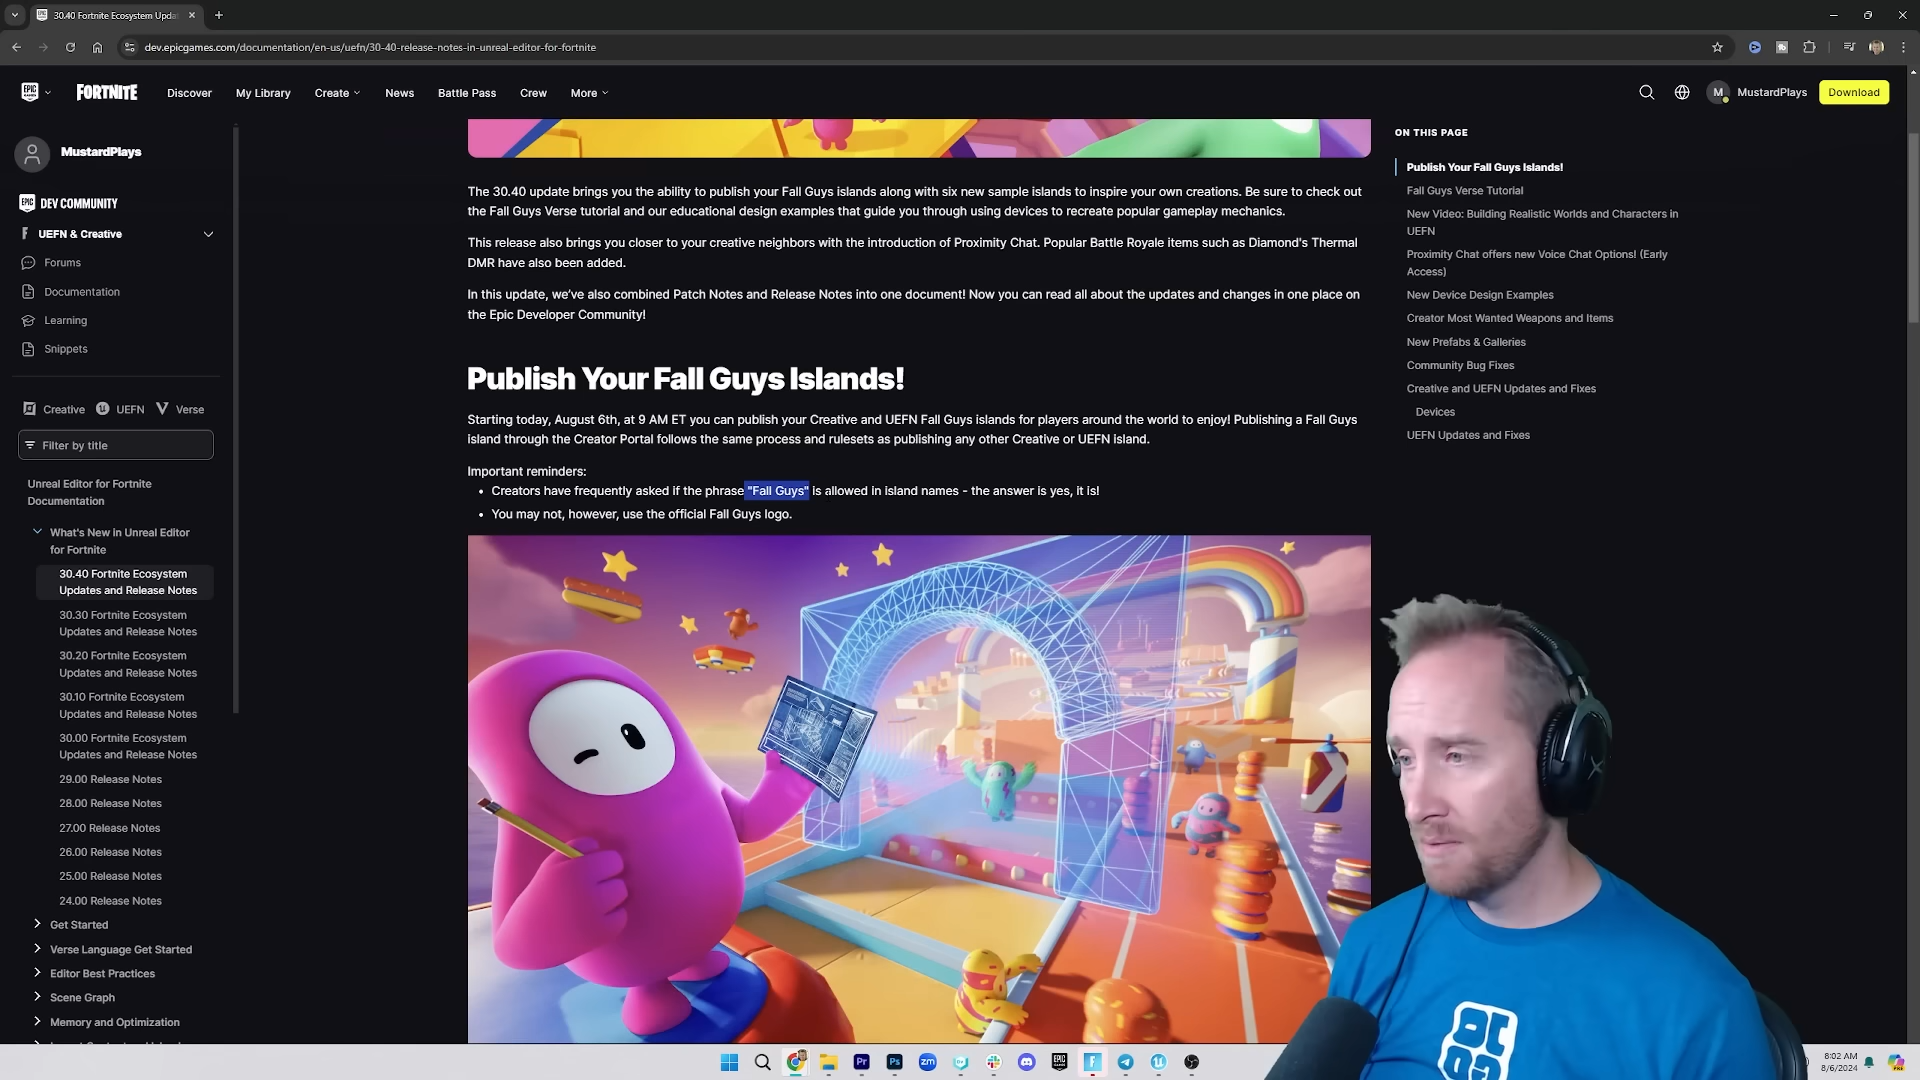 30.40 Fortnite Ecosystem Upda
dev.epicgames.com/documentation/en-us/uefn/30-40-release-notes-in-unreal-editor-for-fortnite
EPIC GAMES
FORTNITE
Discover
My Library
Create
News
Battle Pass
Crew
More
M
MustardPlays
Download
MustardPlays
EPIC GAMES
DEV COMMUNITY
UEFN & Creative
Forums
Documentation
Learning
Snippets
Creative
UEFN
Verse
Filter by title
Unreal Editor for Fortnite
Documentation
What's New in Unreal Editor
for Fortnite
30.40 Fortnite Ecosystem
Updates and Release Notes
30.30 Fortnite Ecosystem
Updates and Release Notes
30.20 Fortnite Ecosystem
Updates and Release Notes
30.10 Fortnite Ecosystem
Updates and Release Notes
30.00 Fortnite Ecosystem
Updates and Release Notes
29.00 Release Notes
28.00 Release Notes
27.00 Release Notes
26.00 Release Notes
25.00 Release Notes
24.00 Release Notes
Get Started
Verse Language Get Started
Editor Best Practices
Scene Graph
Memory and Optimization
The 30.40 update brings you the ability to publish your Fall Guys islands along with six new sample islands to inspire your own creations. Be sure to check out
the Fall Guys Verse tutorial and our educational design examples that guide you through using devices to recreate popular gameplay mechanics.
This release also brings you closer to your creative neighbors with the introduction of Proximity Chat. Popular Battle Royale items such as Diamond's Thermal
DMR have also been added.
In this update, we've also combined Patch Notes and Release Notes into one document! Now you can read all about the updates and changes in one place on
the Epic Developer Community!
Publish Your Fall Guys Islands!
Starting today, August 6th, at 9 AM ET you can publish your Creative and UEFN Fall Guys islands for players around the world to enjoy! Publishing a Fall Guys
island through the Creator Portal follows the same process and rulesets as publishing any other Creative or UEFN island.
Important reminders:
• Creators have frequently asked if the phrase "Fall Guys" is allowed in island names - the answer is yes, it is!
• You may not, however, use the official Fall Guys logo.
ON THIS PAGE
Publish Your Fall Guys Islands!
Fall Guys Verse Tutorial
New Video: Building Realistic Worlds and Characters in
UEFN
Proximity Chat offers new Voice Chat Options! (Early
Access)
New Device Design Examples
Creator Most Wanted Weapons and Items
New Prefabs & Galleries
Community Bug Fixes
Creative and UEFN Updates and Fixes
Devices
UEFN Updates and Fixes
Pr
Ps
zm
8:02 AM
8/6/2024